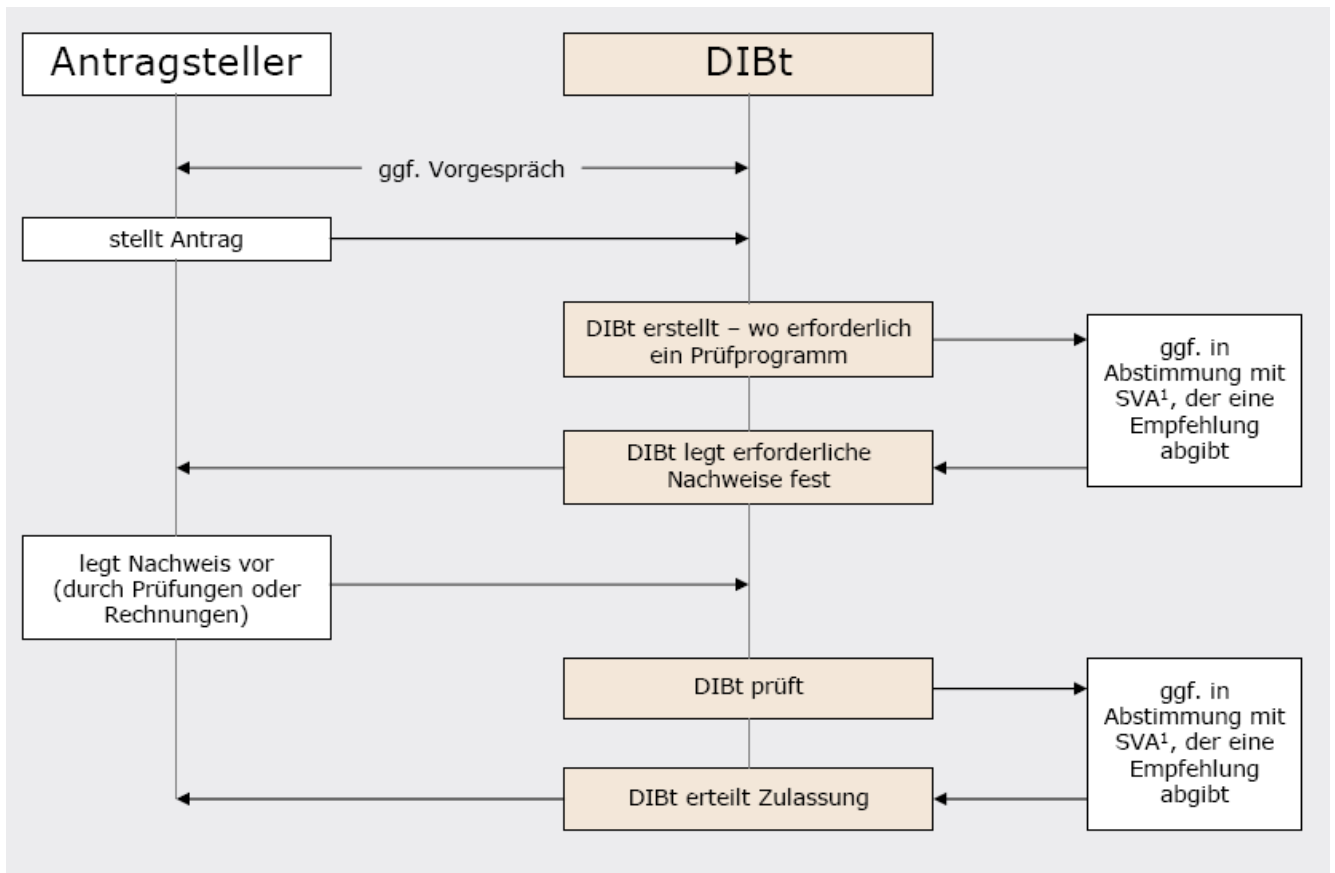 Antragsteller
DIBt
ggf. Vorgespräch
stellt Antrag
DIBt erstellt – wo erforderlich
ein Prüfprogramm
ggf. in
Abstimmung mit
SVA¹, der eine
Empfehlung
abgibt
DIBt legt erforderliche
Nachweise fest
legt Nachweis vor
(durch Prüfungen oder
Rechnungen)
DIBt prüft
ggf. in
Abstimmung mit
SVA¹, der eine
Empfehlung
abgibt
DIBt erteilt Zulassung